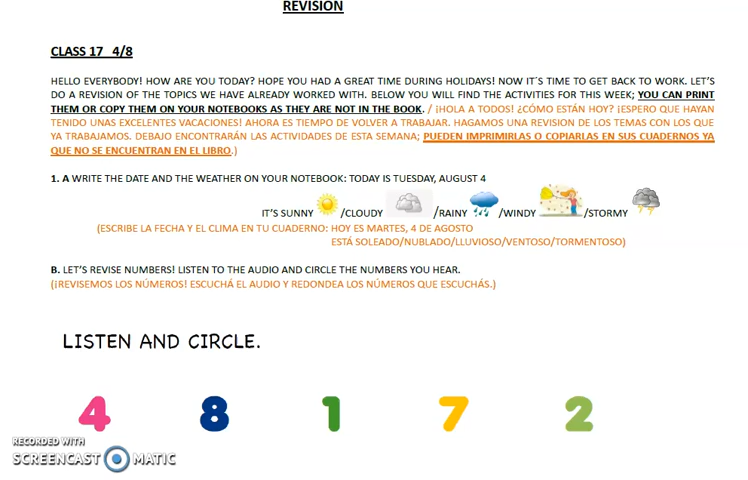 REVISION
CLASS 17 4/8
HELLO EVERYBODY! HOW ARE YOU TODAY? HOPE YOU HAD A GREAT TIME DURING HOLIDAYS! NOW IT´S TIME TO GET BACK TO WORK. LET'S
DO A REVISION OF THE TOPICS WE HAVE ALREADY WORKED WITH. BELOW YOU WILL FIND THE ACTIVITIES FOR THIS WEEK; YOU CAN PRINT
THEM OR COPY THEM ON YOUR NOTEBOOKS AS THEY ARE NOT IN THE BOOK. / ¡HOLA A TODOS! ¿CÓMO ESTÁN HOY? ¡ESPERO QUE HAYAN
TENIDO UNAS EXCELENTES VACACIONES! AHORA ES TIEMPO DE VOLVER A TRABAJAR. HAGAMOS UNA REVISION DE LOS TEMAS CON LOS QUE
YA TRABAJAMOS. DEBAJO ENCONTRARÁN LAS ACTIVIDADES DE ESTA SEMANA; PUEDEN IMPRIMIRLAS O COPIARLAS EN SUS CUADERNOS YA
QUE NO SE ENCUENTRAN EN EL LIBRO.)
1. A WRITE THE DATE AND THE WEATHER ON YOUR NOTEBOOK: TODAY IS TUESDAY, AUGUST 4
IT'S SUNNY /CLOUDY /RAINY /WINDY /STORMY
(ESCRIBE LA FECHA Y EL CLIMA EN TU CUADERNO: HOY ES MARTES, 4 DE AGOSTO
ESTÁ SOLEADO/NUBLADO/LLUVIOSO/VENTOSO/TORMENTOSO)
B. LET'S REVISE NUMBERS! LISTEN TO THE AUDIO AND CIRCLE THE NUMBERS YOU HEAR.
(¡REVISEMOS LOS NÚMEROS! ESCUCHÁ EL AUDIO Y REDONDEA LOS NÚMEROS QUE ESCUCHÁS.)
LISTEN AND CIRCLE.
4 8 1 7 2
RECORDED WITH
SCREENCAST MATIC